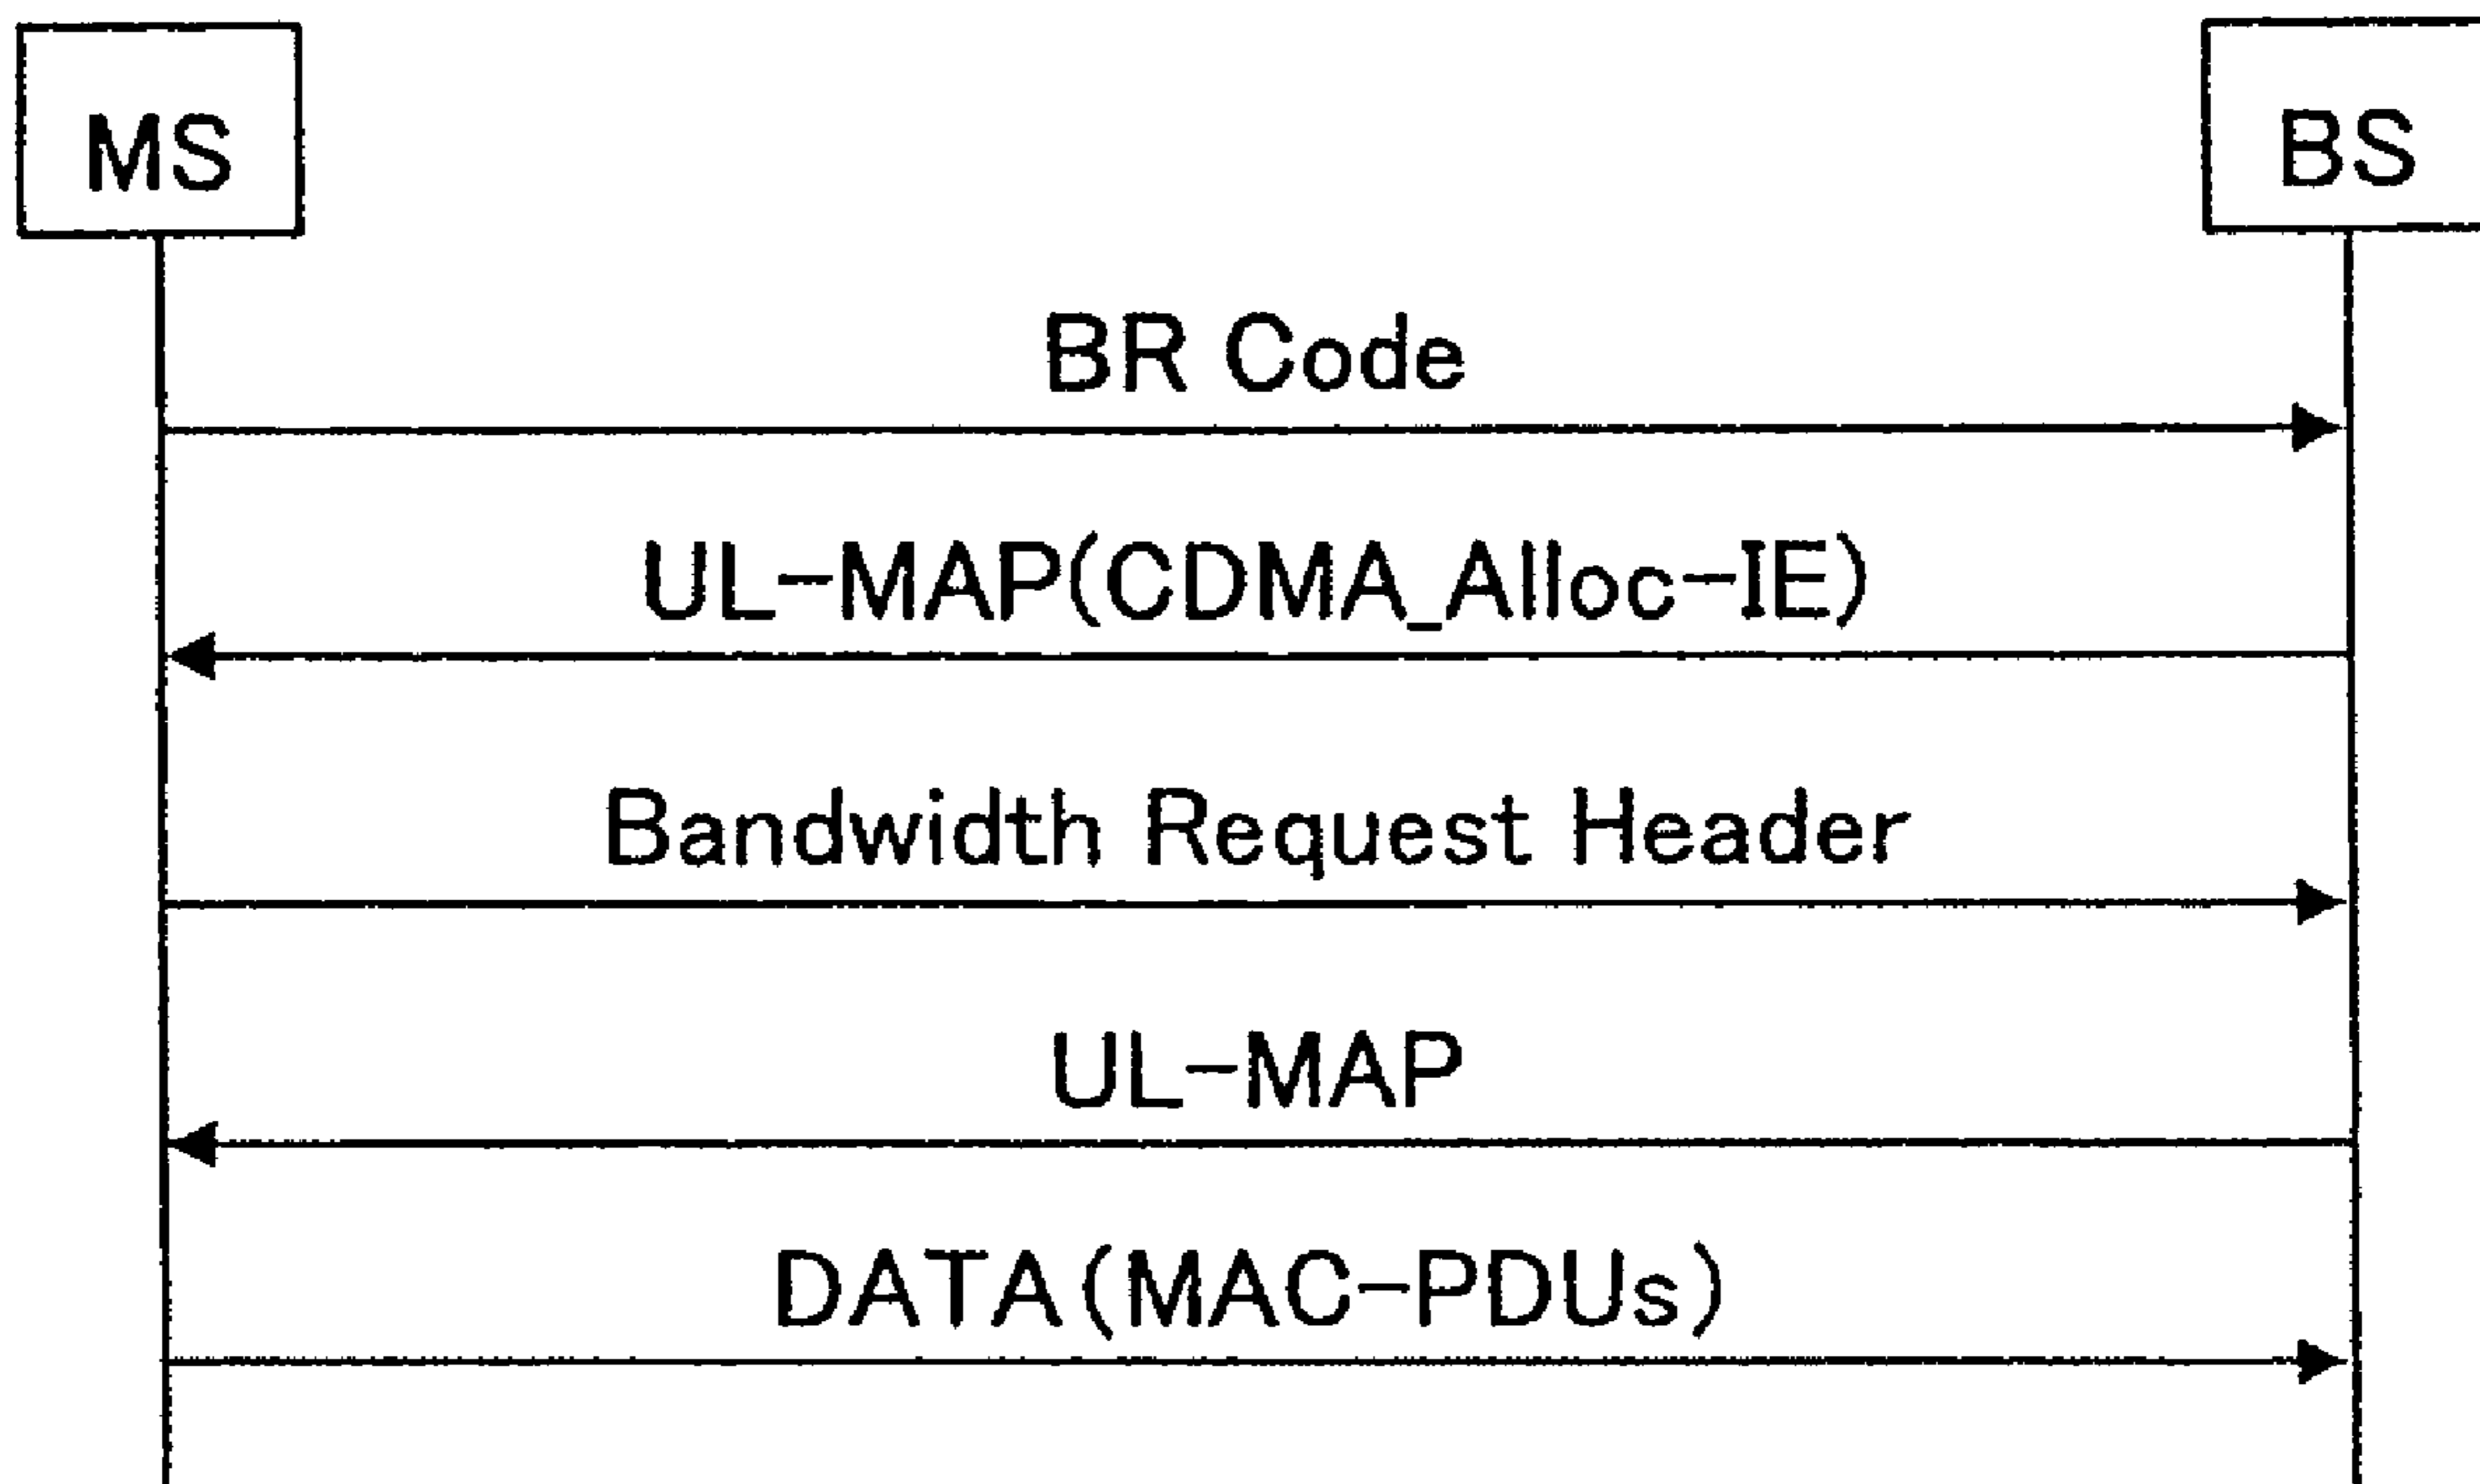 MS
BS
BR Code
UL-MAP(CDMA_Alloc-IE)
Bandwidth Request Header
UL-MAP
DATA(MAC-PDUs)